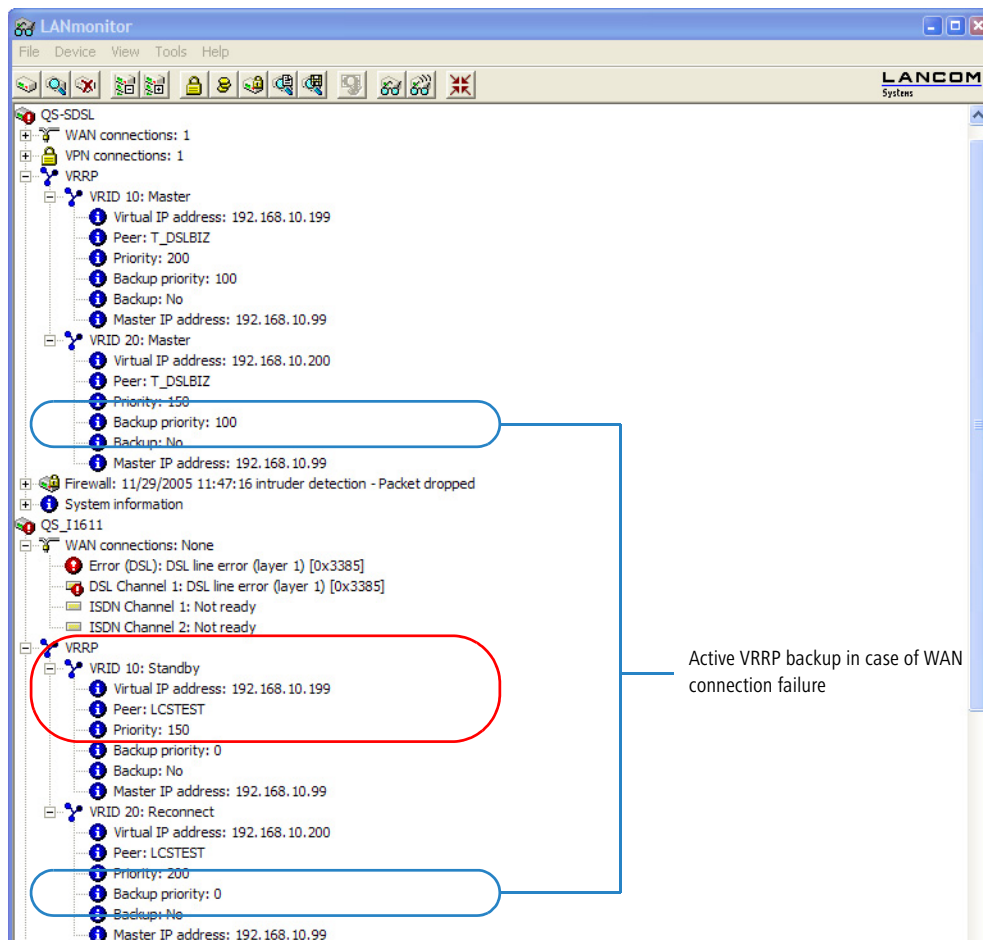 LANmonitor
File Device View Tools Help
LANCOM
Systems
QS-SDSL
WAN connections: 1
VPN connections: 1
VRRP
VRID 10: Master
Virtual IP address: 192.168.10.199
Peer: T_DSLBIZ
Priority: 200
Backup priority: 100
Backup: No
Master IP address: 192.168.10.99
VRID 20: Master
Virtual IP address: 192.168.10.200
Peer: T_DSLBIZ
Priority: 150
Backup priority: 100
Backup: No
Master IP address: 192.168.10.99
Firewall: 11/29/2005 11:47:16 intruder detection - Packet dropped
System information
QS_I1611
WAN connections: None
Error (DSL): DSL line error (layer 1) [0x3385]
DSL Channel 1: DSL line error (layer 1) [0x3385]
ISDN Channel 1: Not ready
ISDN Channel 2: Not ready
VRRP
VRID 10: Standby
Virtual IP address: 192.168.10.199
Peer: LCSTEST
Priority: 150
Backup priority: 0
Backup: No
Master IP address: 192.168.10.99
VRID 20: Reconnect
Virtual IP address: 192.168.10.200
Peer: LCSTEST
Priority: 200
Backup priority: 0
Backup: No
Master IP address: 192.168.10.99
Active VRRP backup in case of WAN
connection failure